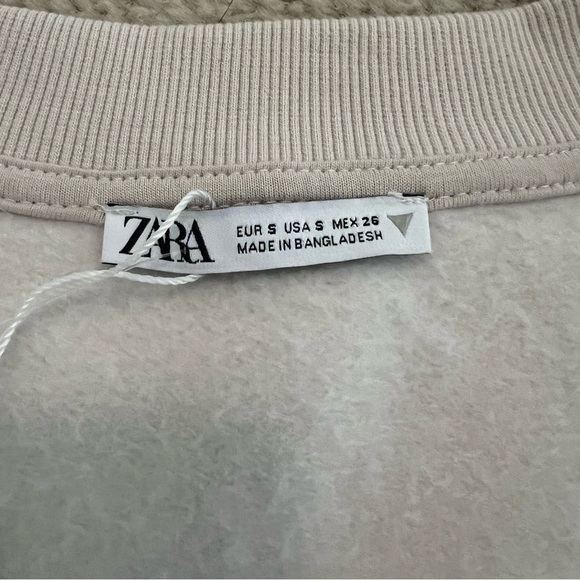 ZARA
EUR S USA S MEX 26
MADE IN BANGLADESH